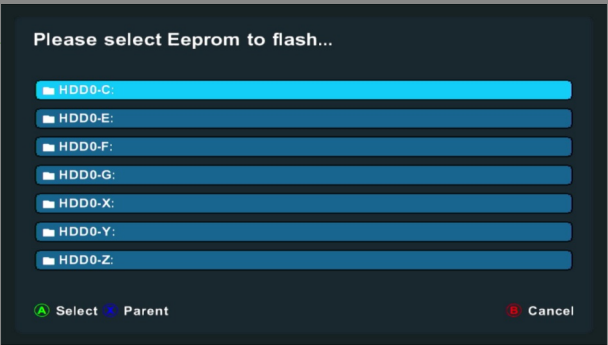 Please select Eeprom to flash...
HDD0-C:
HDD0-E:
HDD0-F:
HDD0-G:
HDD0-X:
HDD0-Y:
HDD0-Z:
A Select X Parent B Cancel